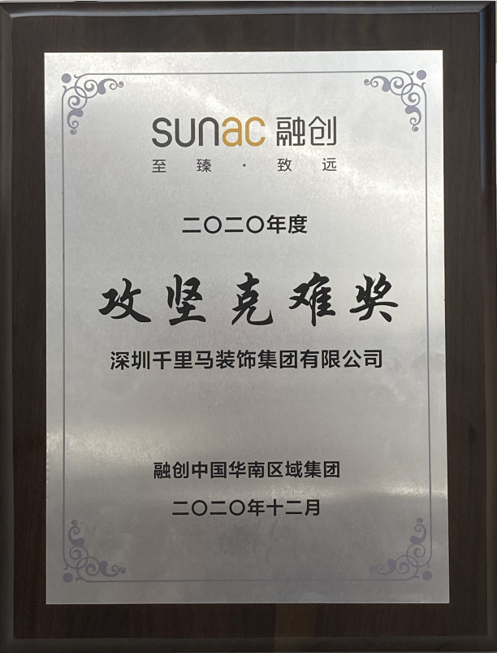 sunac 融创
至臻·致远
二〇二〇年度
攻坚克难奖
深圳千里马装饰集团有限公司
融创中国华南区域集团
二〇二〇年十二月